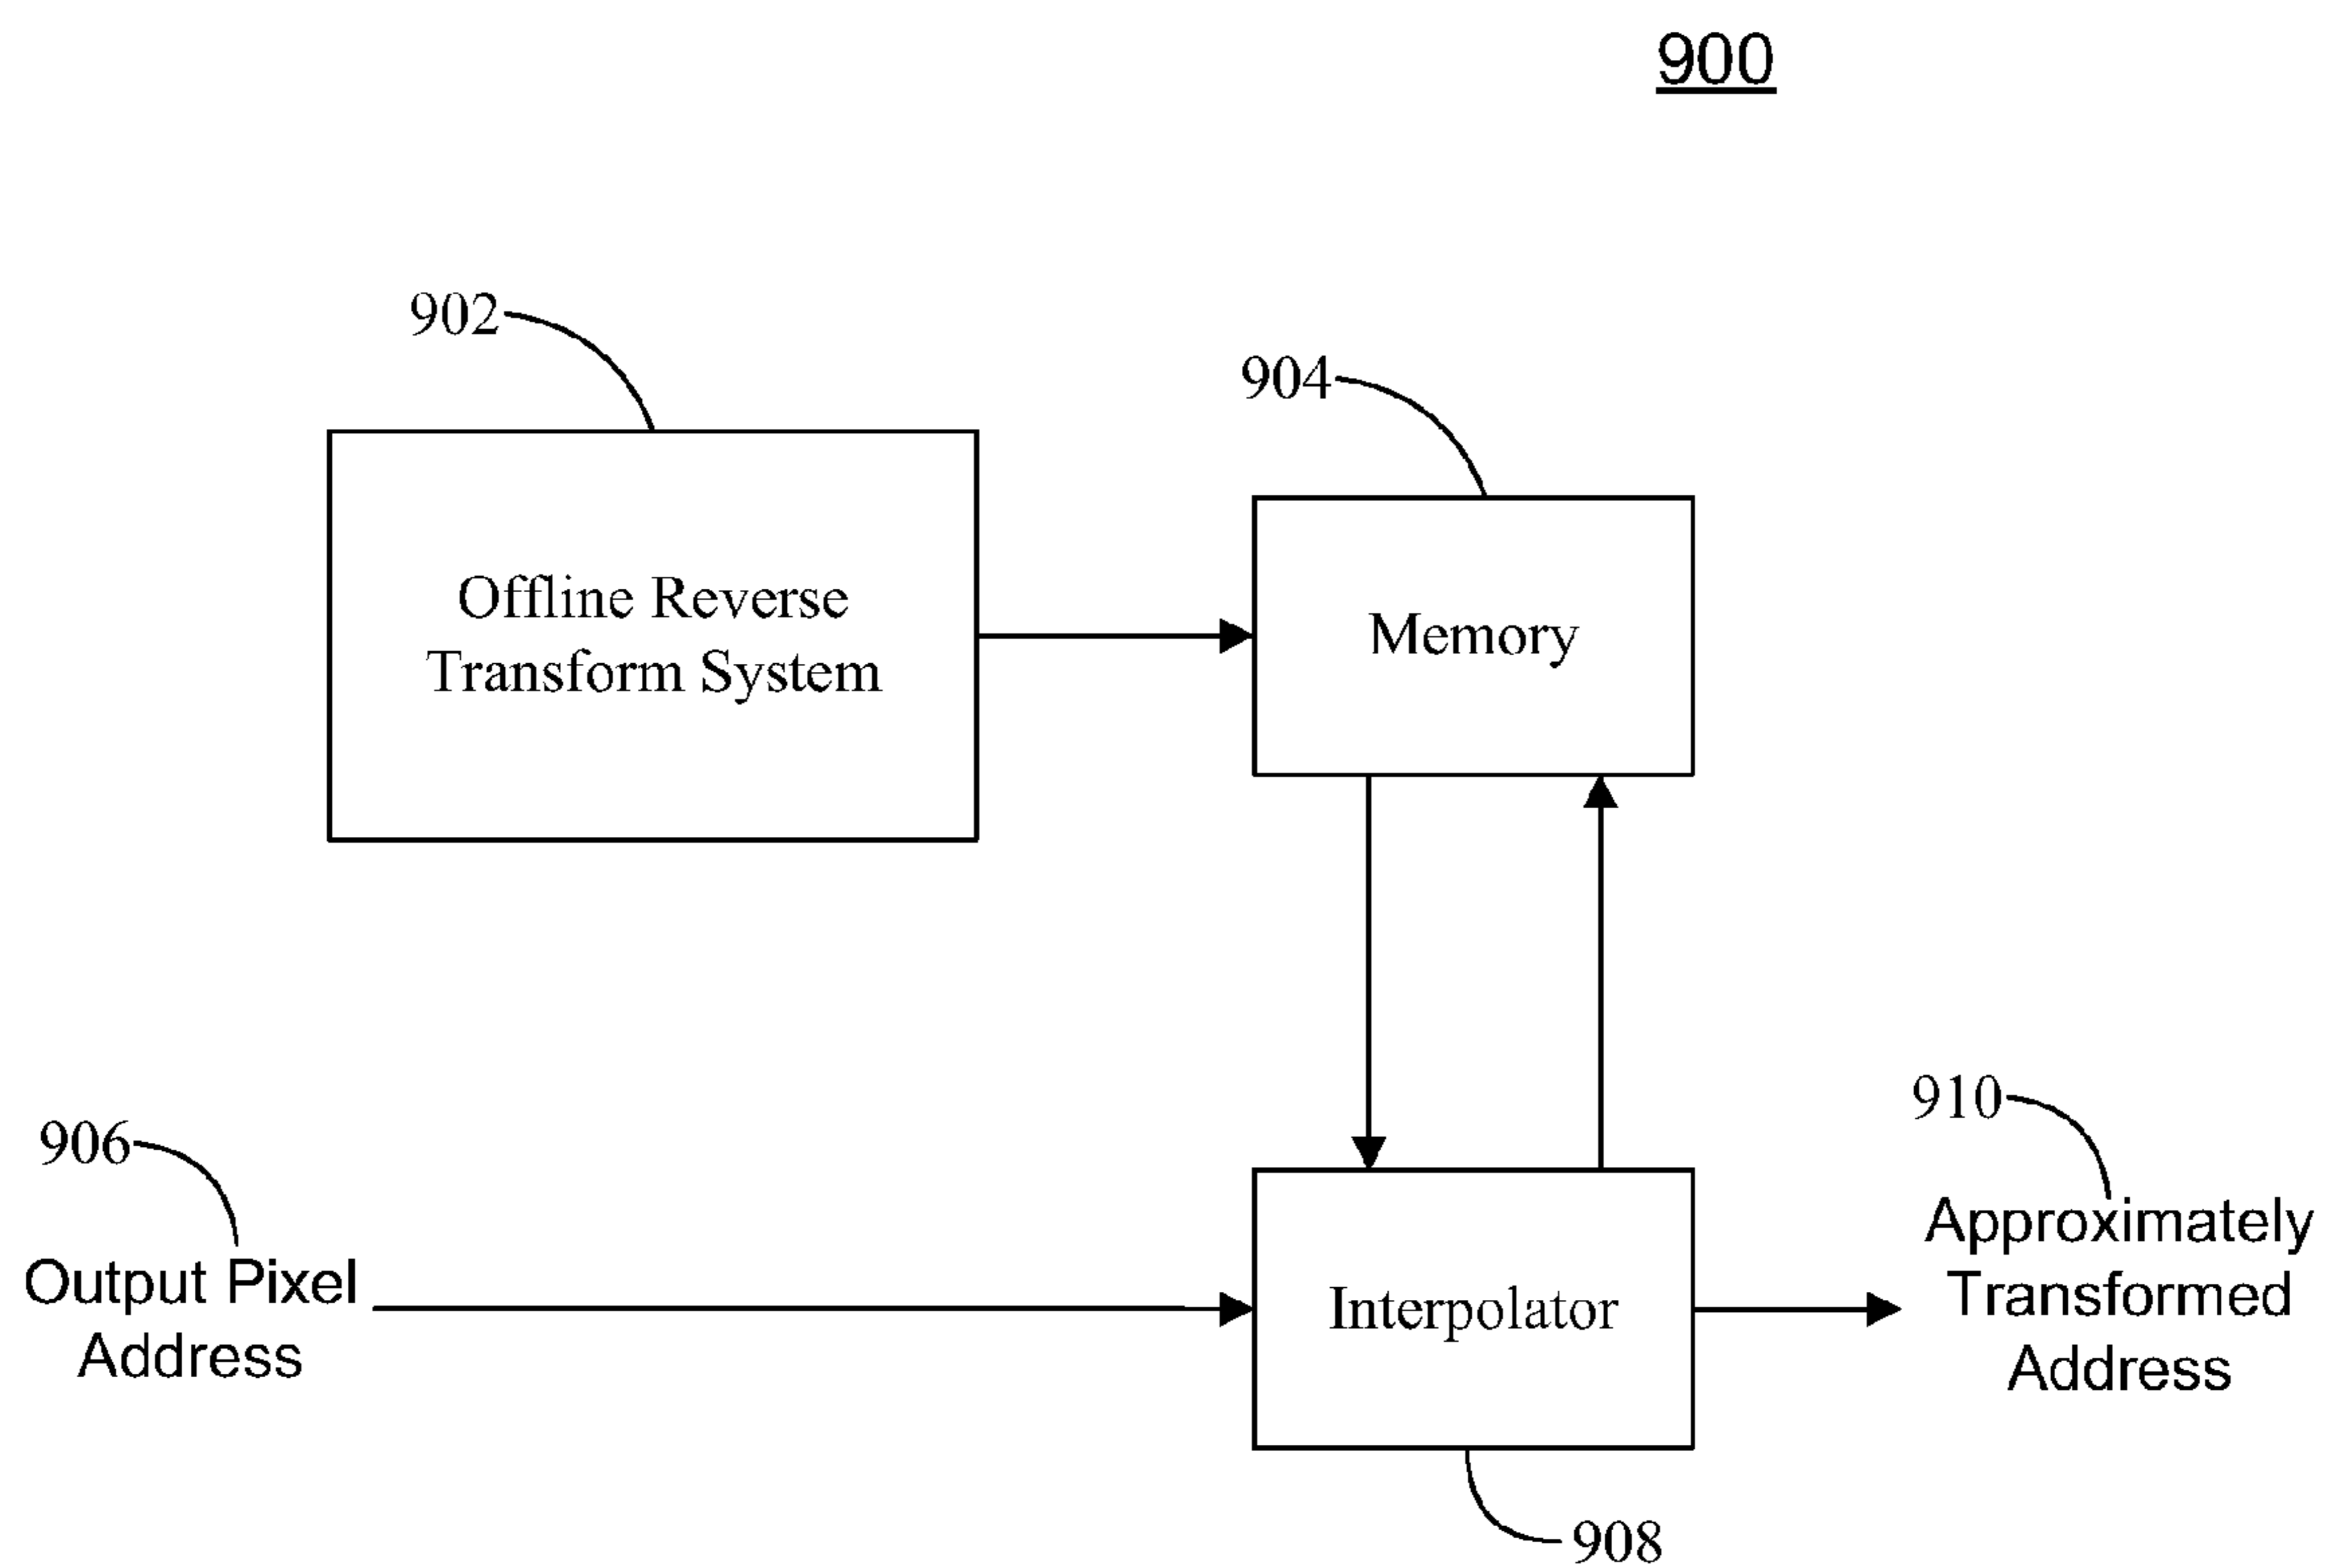 900
902
904
Offline Reverse
Transform System
Memory
906
910
Output Pixel
Address
Interpolator
Approximately
Transformed
Address
908